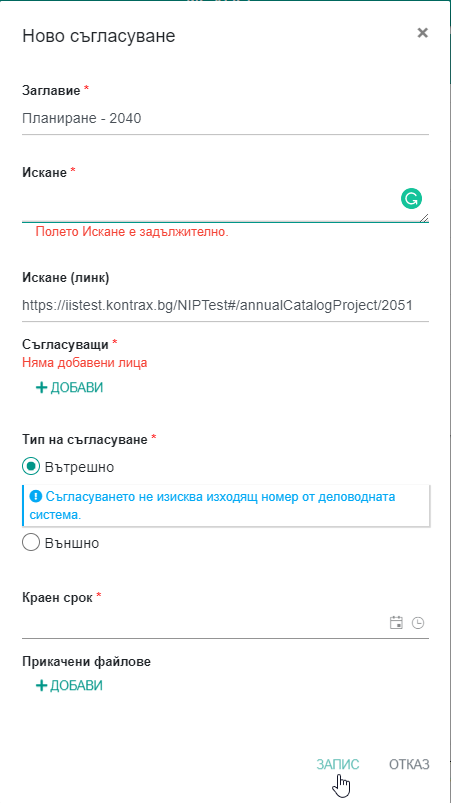 Ново съгласуване
×
Заглавие *
Планиране - 2040
Искане *
Полето Искане е задължително.
Искане (линк)
https://iistest.kontrax.bg/NIPTest#/annualCatalogProject/2051
Съгласуващи *
Няма добавени лица
+ ДОБАВИ
Тип на съгласуване *
Вътрешно
Съгласуването не изисква изходящ номер от деловодната
система.
Външно
Краен срок *
Прикачени файлове
+ ДОБАВИ
ЗАПИС ОТКАЗ